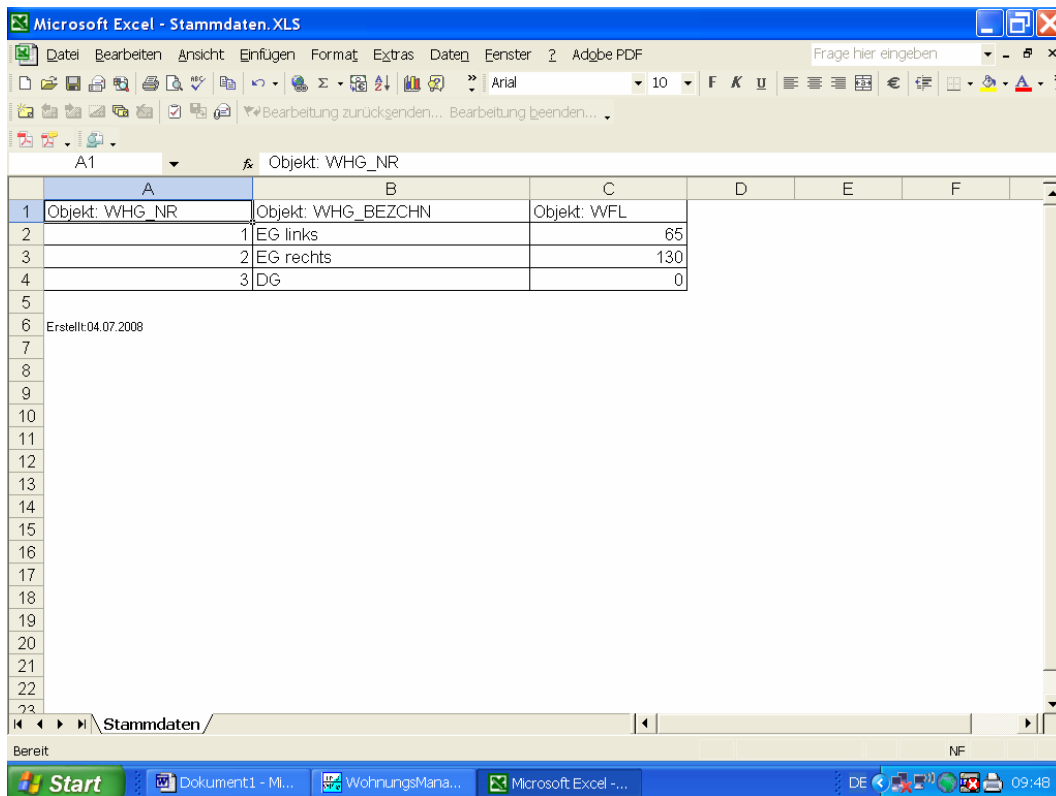 Microsoft Excel - Stammdaten.XLS
Datei Bearbeiten Ansicht Einfügen Format Extras Daten Fenster ? Adobe PDF Frage hier eingeben
Arial 10 F K U
Bearbeitung zurücksenden... Bearbeitung beenden...
A1 fx Objekt: WHG_NR
A B C D E F
1 Objekt: WHG_NR Objekt: WHG_BEZCHN Objekt: WFL
2 1 EG links 65
3 2 EG rechts 130
4 3 DG 0
5
6 Erstellt:04.07.2008
7
8
9
10
11
12
13
14
15
16
17
18
19
20
21
22
23
Stammdaten
Bereit NF
Start Dokument1 - Mi... WohnungsMana... Microsoft Excel -... DE 09:48